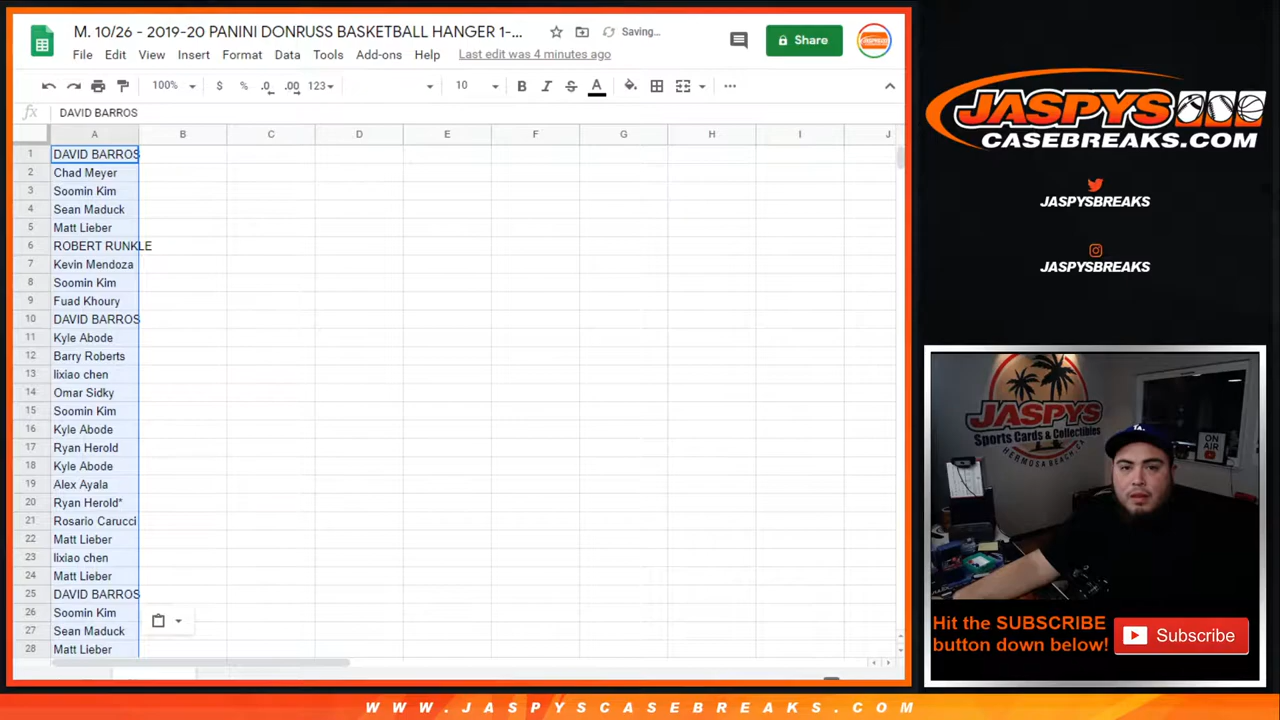 M. 10/26 - 2019-20 PANINI DONRUSS BASKETBALL HANGER 1-...
Saving...
File Edit View Insert Format Data Tools Add-ons Help Last edit was 4 minutes ago
Share
100% $ % .0 .00 123 10 B I S A
fx DAVID BARROS
A B C D E F G H I J
1 DAVID BARROS
2 Chad Meyer
3 Soomin Kim
4 Sean Maduck
5 Matt Lieber
6 ROBERT RUNKLE
7 Kevin Mendoza
8 Soomin Kim
9 Fuad Khoury
10 DAVID BARROS
11 Kyle Abode
12 Barry Roberts
13 lixiao chen
14 Omar Sidky
15 Soomin Kim
16 Kyle Abode
17 Ryan Herold
18 Kyle Abode
19 Alex Ayala
20 Ryan Herold*
21 Rosario Carucci
22 Matt Lieber
23 lixiao chen
24 Matt Lieber
25 DAVID BARROS
26 Soomin Kim
27 Sean Maduck
28 Matt Lieber
JASPYS
CASEBREAKS.COM
JASPYSBREAKS
JASPYSBREAKS
JASPYS
Sports Cards & Collectibles
HERMOSA BEACH, CA
ON
AIR
Hit the SUBSCRIBE
button down below!
Subscribe
WWW.JASPYSCASEBREAKS.COM